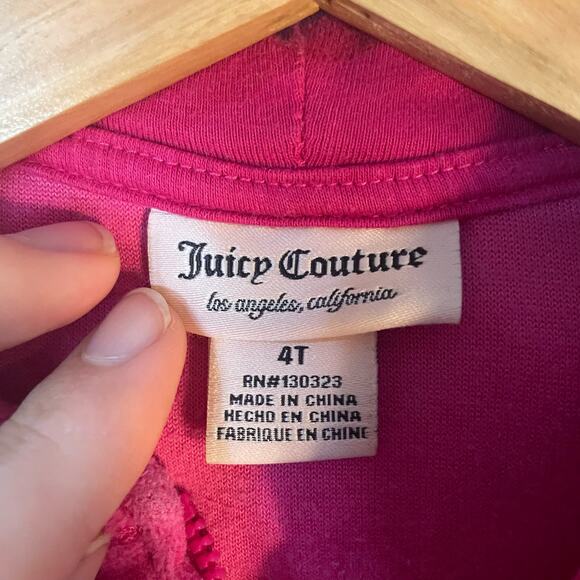 Juicy Couture
los angeles, california
4T
RN#130323
MADE IN CHINA
HECHO EN CHINA
FABRIQUE EN CHINE